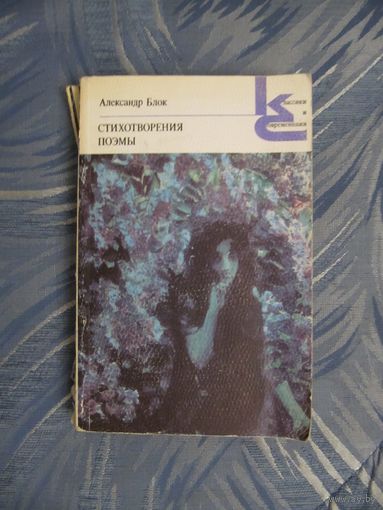 Александр Блок
Классики
и
Современники
СТИХОТВОРЕНИЯ
ПОЭМЫ